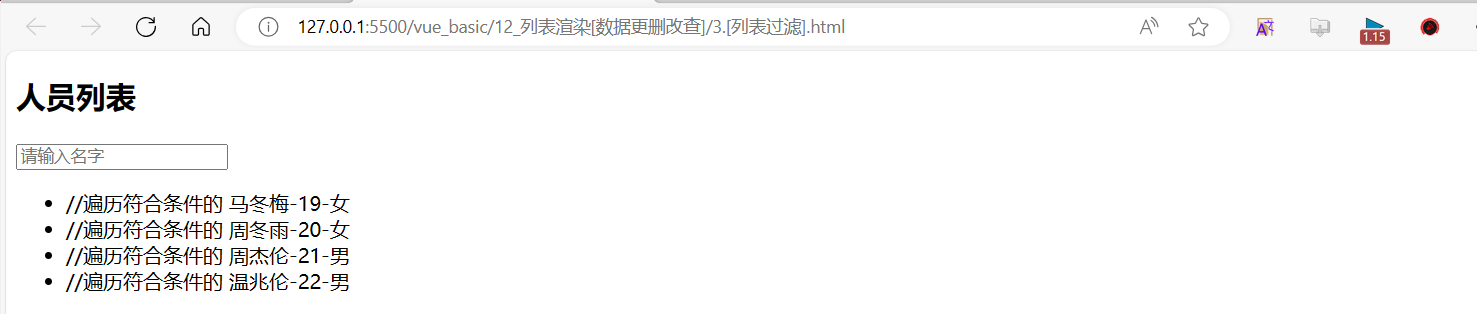 127.0.0.1:5500/vue_basic/12_列表渲染[数据更删改查]/3.[列表过滤].html
1.15
人员列表
请输入名字
//遍历符合条件的 马冬梅-19-女
//遍历符合条件的 周冬雨-20-女
//遍历符合条件的 周杰伦-21-男
//遍历符合条件的 温兆伦-22-男